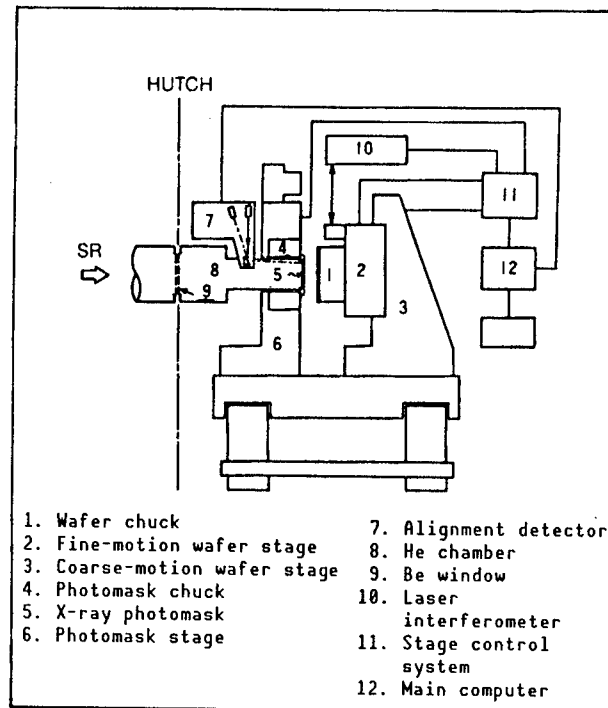 HUTCH
10
7
11
4
SR
8
5
1
2
12
9
3
6
1. Wafer chuck
2. Fine-motion wafer stage
3. Coarse-motion wafer stage
4. Photomask chuck
5. X-ray photomask
6. Photomask stage
7. Alignment detector
8. He chamber
9. Be window
10. Laser
interferometer
11. Stage control
system
12. Main computer